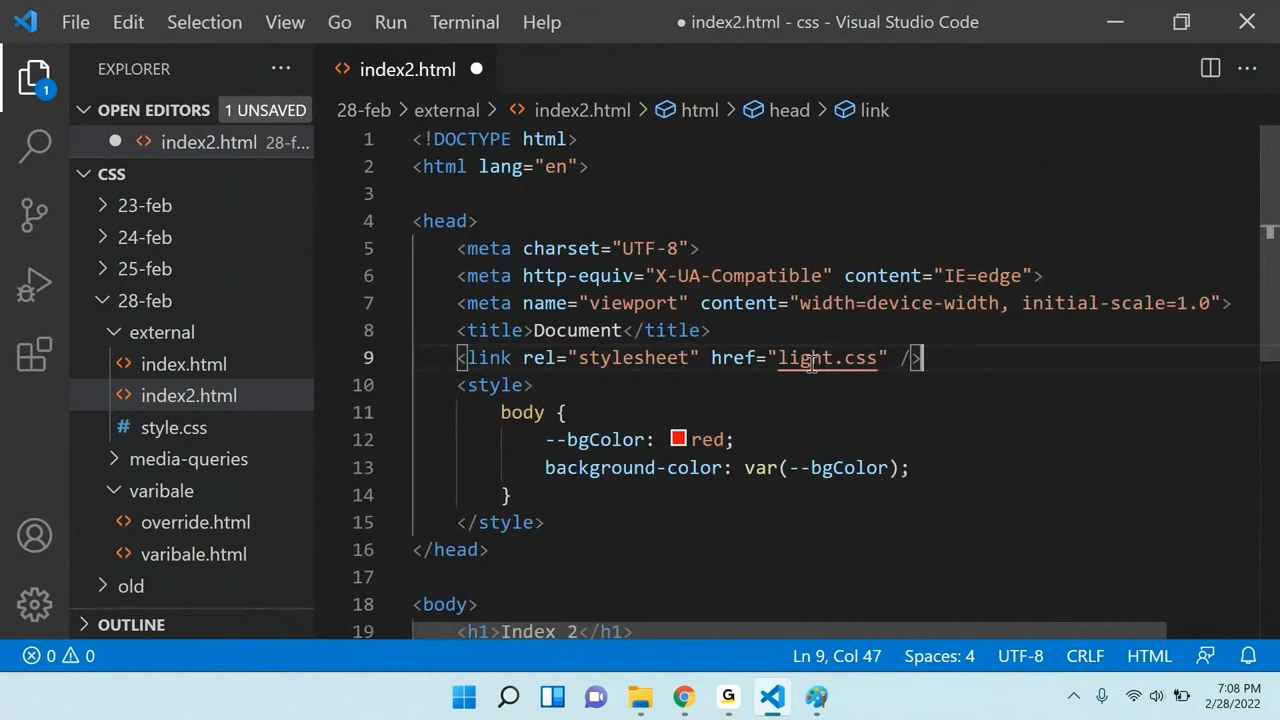 File Edit Selection View Go Run Terminal Help ● index2.html - css - Visual Studio Code
EXPLORER ···
index2.html
1
OPEN EDITORS 1 UNSAVED
28-feb > external > index2.html > html > head > link
index2.html 28-f...
CSS
23-feb
24-feb
25-feb
28-feb
external
index.html
index2.html
# style.css
media-queries
varibale
override.html
varibale.html
old
OUTLINE
1 <!DOCTYPE html>
2 <html lang="en">
3
4 <head>
5 <meta charset="UTF-8">
6 <meta http-equiv="X-UA-Compatible" content="IE=edge">
7 <meta name="viewport" content="width=device-width, initial-scale=1.0">
8 <title>Document</title>
9 <link rel="stylesheet" href="light.css" />
10 <style>
11 body {
12 --bgColor: red;
13 background-color: var(--bgColor);
14 }
15 </style>
16 </head>
17
18 <body>
19 <h1>Index 2</h1>
0 0 Ln 9, Col 47 Spaces: 4 UTF-8 CRLF HTML
G
7:08 PM
2/28/2022